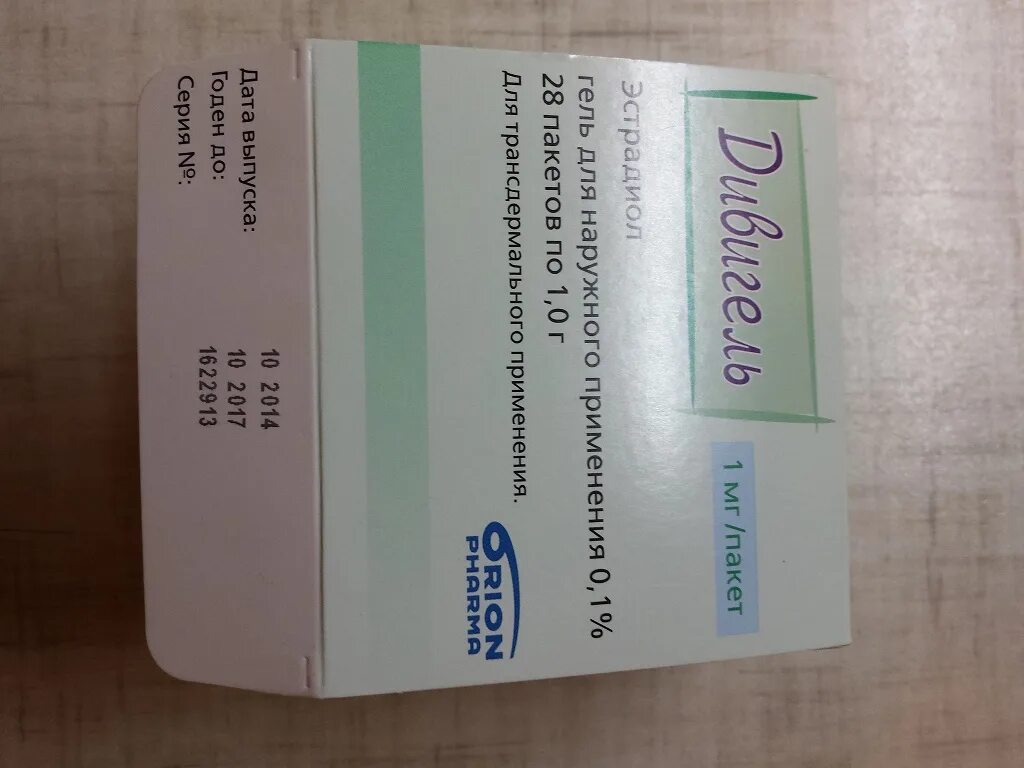 Дивигель
1 мг/пакет
Эстрадиол
гель для наружного применения 0,1%
28 пакетов по 1,0 г
Для трансдермального применения.
ORION
PHARMA
Дата выпуска: 10 2014
Годен до: 10 2017
Серия №: 1622913